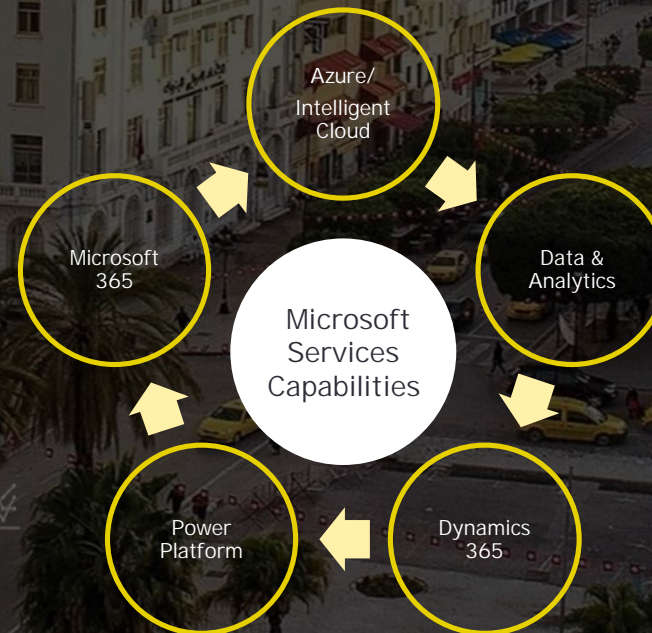 Azure/
Intelligent
Cloud
Microsoft
365
Data &
Analytics
Microsoft
Services
Capabilities
Power
Platform
Dynamics
365